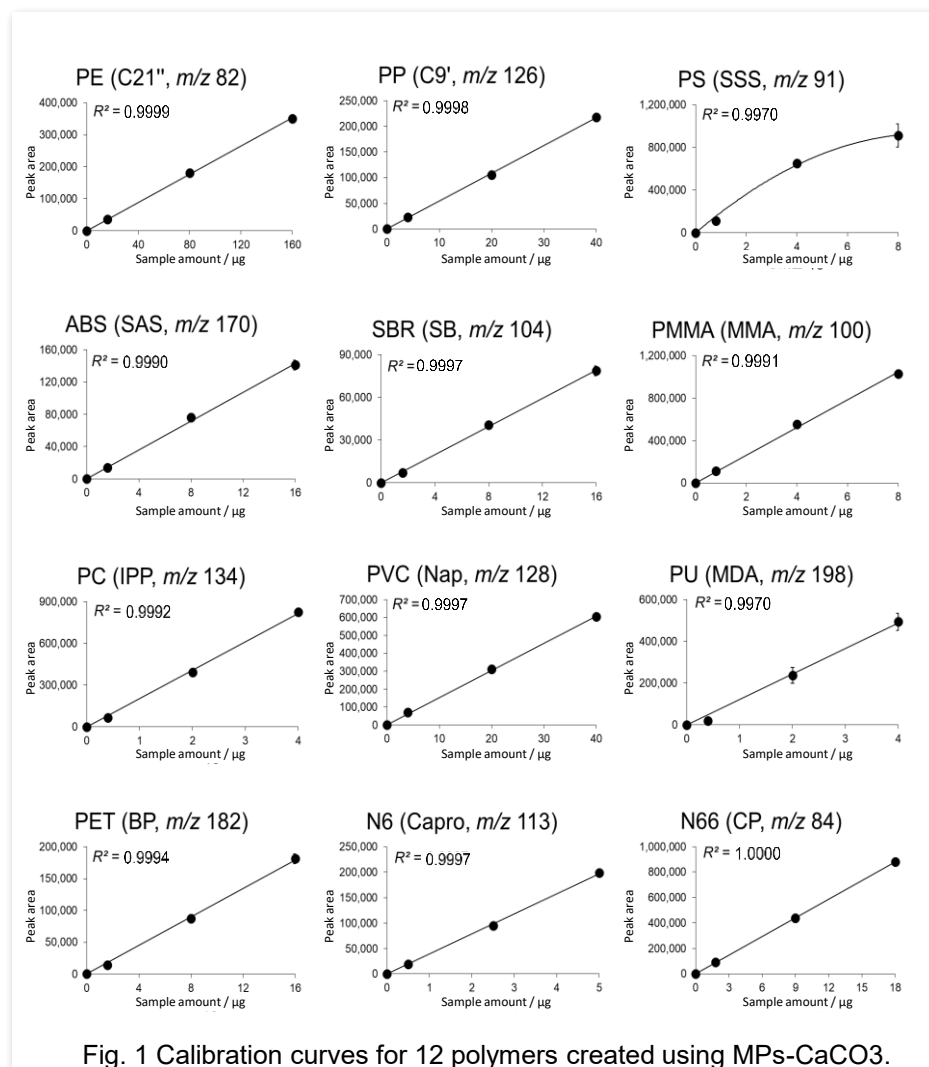 PE (C21", m/z 82)
R² = 0.9999
400,000
300,000
200,000
100,000
0
Peak area
0 40 80 120 160
Sample amount / µg
PP (C9', m/z 126)
R² = 0.9998
250,000
200,000
150,000
100,000
50,000
0
Peak area
0 20 40
Sample amount / µg
PS (SSS, m/z 91)
R² = 0.9970
1,200,000
800,000
400,000
0
Peak area
0 2 4 6 8
Sample amount / µg
ABS (SAS, m/z 170)
R² = 0.9990
160,000
120,000
80,000
40,000
0
Peak area
0 4 8 12 16
Sample amount / µg
SBR (SB, m/z 104)
R² = 0.9997
90,000
60,000
30,000
0
Peak area
0 4 8 12 16
Sample amount / µg
PMMA (MMA, m/z 100)
R² = 0.9991
1,200,000
800,000
400,000
0
Peak area
0 2 4 6 8
Sample amount / µg
PC (IPP, m/z 134)
R² = 0.9992
900,000
600,000
300,000
0
Peak area
0 1 2 3 4
Sample amount / µg
PVC (Nap, m/z 128)
R² = 0.9997
700,000
600,000
500,000
400,000
300,000
200,000
100,000
0
Peak area
0 20 40
Sample amount / µg
PU (MDA, m/z 198)
R² = 0.9970
600,000
400,000
200,000
0
Peak area
0 1 2 3 4
Sample amount / µg
PET (BP, m/z 182)
R² = 0.9994
200,000
150,000
100,000
50,000
0
Peak area
0 4 8 12 16
Sample amount / µg
N6 (Capro, m/z 113)
R² = 0.9997
250,000
200,000
150,000
100,000
50,000
0
Peak area
0 1 2 3 4 5
Sample amount / µg
N66 (CP, m/z 84)
R² = 1.0000
1,000,000
800,000
600,000
400,000
200,000
0
Peak area
0 3 6 9 12 15 18
Sample amount / µg
Fig. 1 Calibration curves for 12 polymers created using MPs-CaCO3.